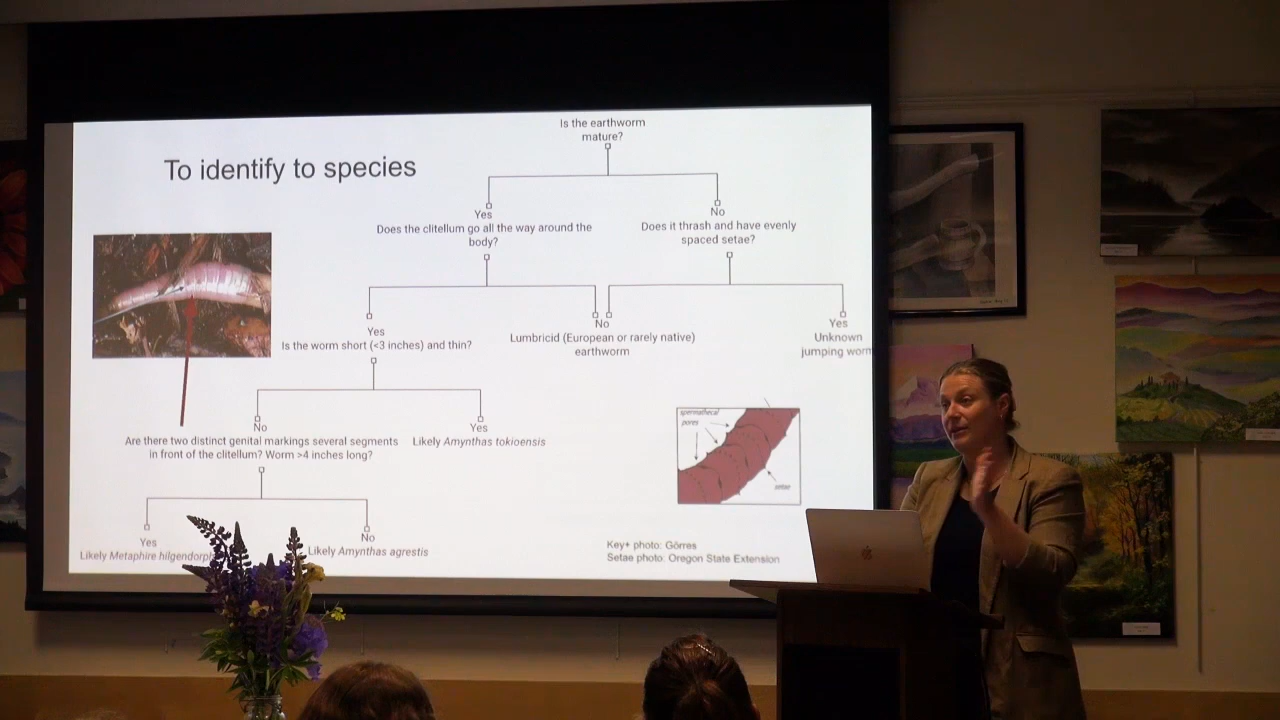 Is the earthworm
mature?
To identify to species
Yes
Does the clitellum go all the way around the
body?
No
Does it thrash and have evenly
spaced setae?
Yes
Is the worm short (<3 inches) and thin?
No
Lumbricid (European or rarely native)
earthworm
Yes
Unknown
jumping worm
No
Are there two distinct genital markings several segments
in front of the clitellum? Worm >4 inches long?
Yes
Likely Amynthas tokioensis
spermathecal
pores
setae
Yes
Likely Metaphire
No
Likely Amynthas agrestis
Key+ photo: Görres
Setae photo: Oregon State Extension